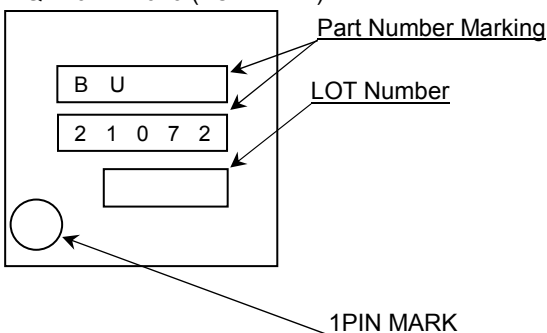 Part Number Marking
B U
LOT Number
2 1 0 7 2
1PIN MARK